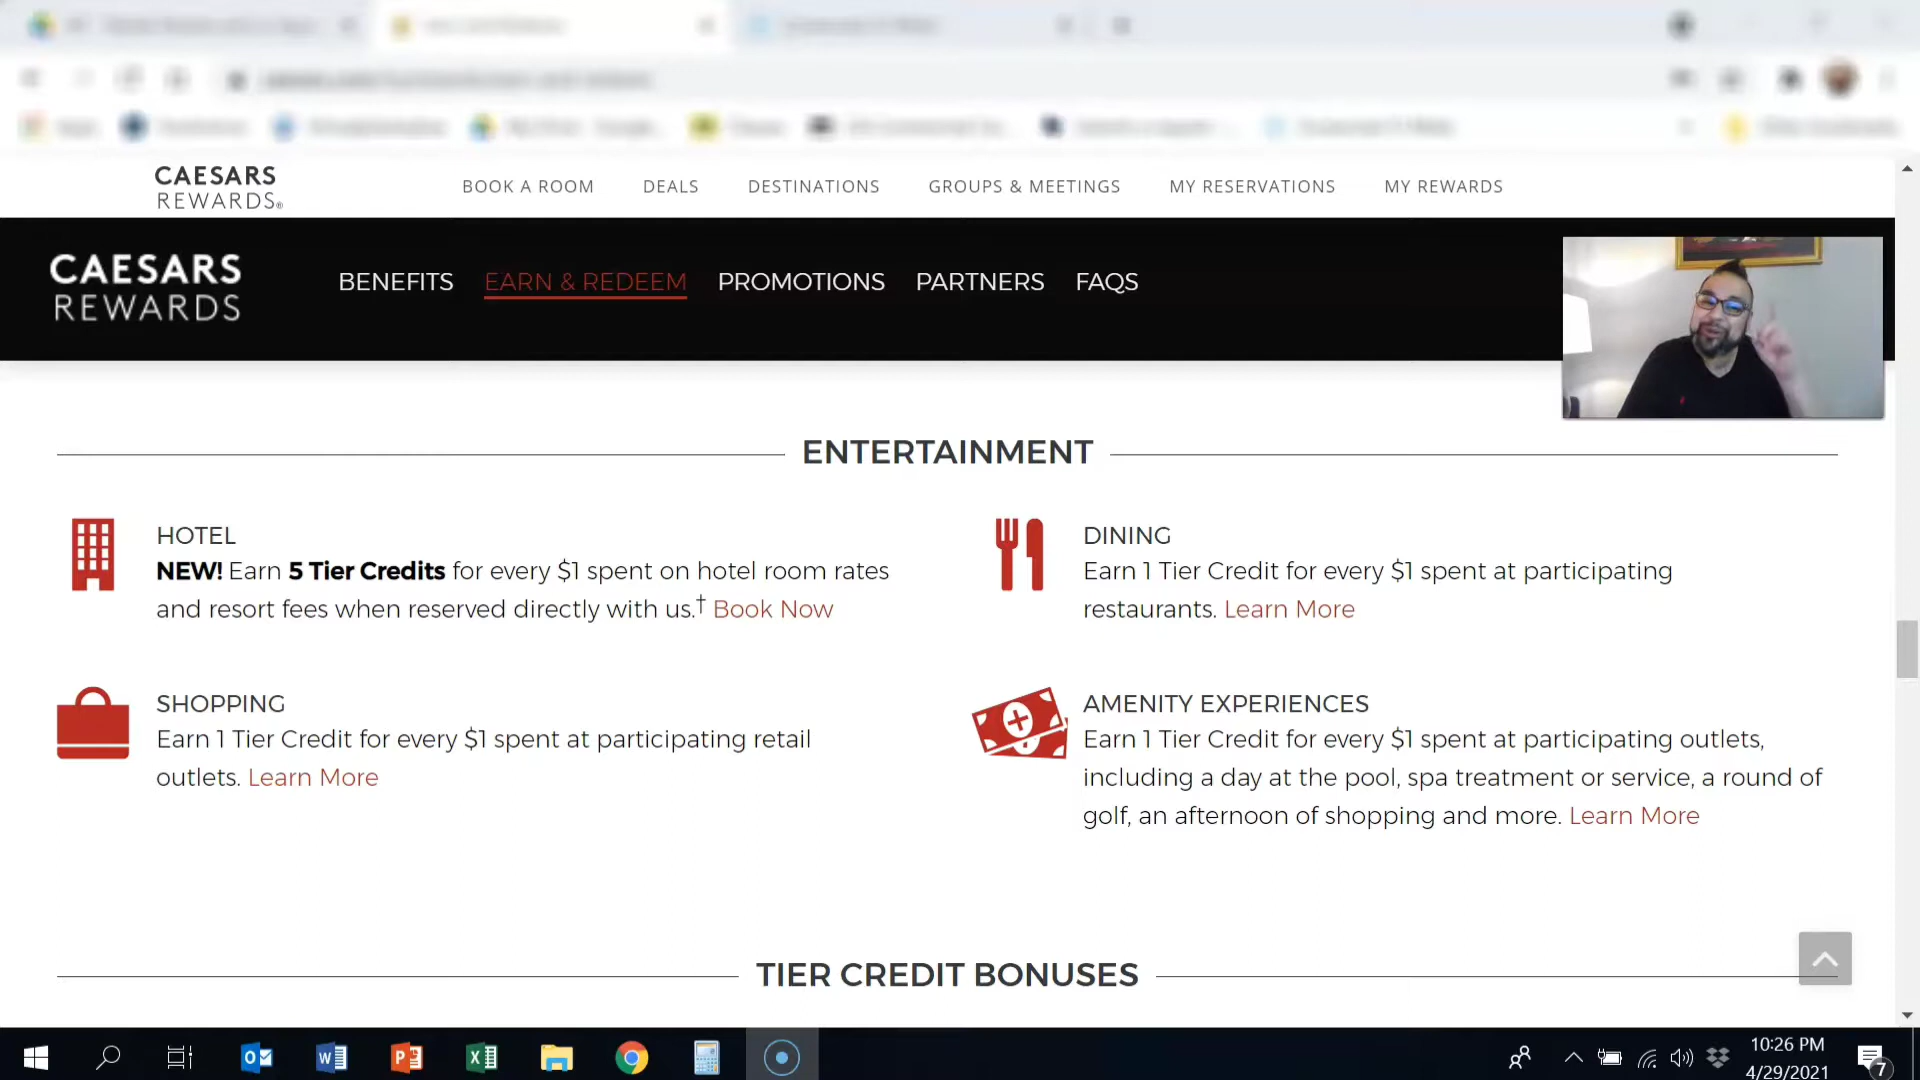 CAESARS
REWARDS®
BOOK A ROOM DEALS DESTINATIONS GROUPS & MEETINGS MY RESERVATIONS MY REWARDS
CAESARS
REWARDS
BENEFITS EARN & REDEEM PROMOTIONS PARTNERS FAQS
ENTERTAINMENT
HOTEL
NEW! Earn 5 Tier Credits for every $1 spent on hotel room rates
and resort fees when reserved directly with us.† Book Now
DINING
Earn 1 Tier Credit for every $1 spent at participating
restaurants. Learn More
SHOPPING
Earn 1 Tier Credit for every $1 spent at participating retail
outlets. Learn More
AMENITY EXPERIENCES
Earn 1 Tier Credit for every $1 spent at participating outlets,
including a day at the pool, spa treatment or service, a round of
golf, an afternoon of shopping and more. Learn More
TIER CREDIT BONUSES
10:26 PM
4/29/2021
7